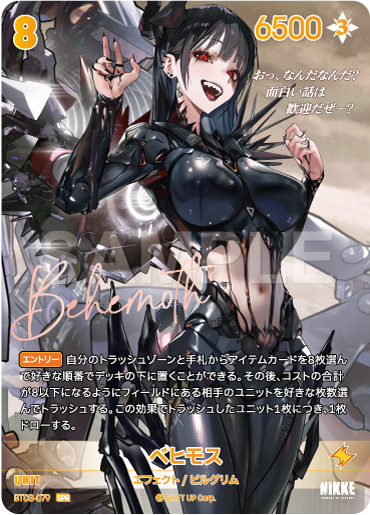 8
6500 3
おっ、なんだなんだ?
面白い話は
歓迎だぜ〜?
SAMPLE
Behemoth
エントリー 自分のトラッシュゾーンと手札からアイテムカードを8枚選ん
で好きな順番でデッキの下に置くことができる。その後、コストの合計
が8以下になるようにフィールドにある相手のユニットを好きな枚数選
んでトラッシュする。この効果でトラッシュしたユニット1枚につき、1枚
ドローする。
ベヒモス
UNIT
エフェクト / ピルグリム
BTC3-079 SPR
©SHIFT UP Corp.
NIKKE
GODDESS OF VICTORY